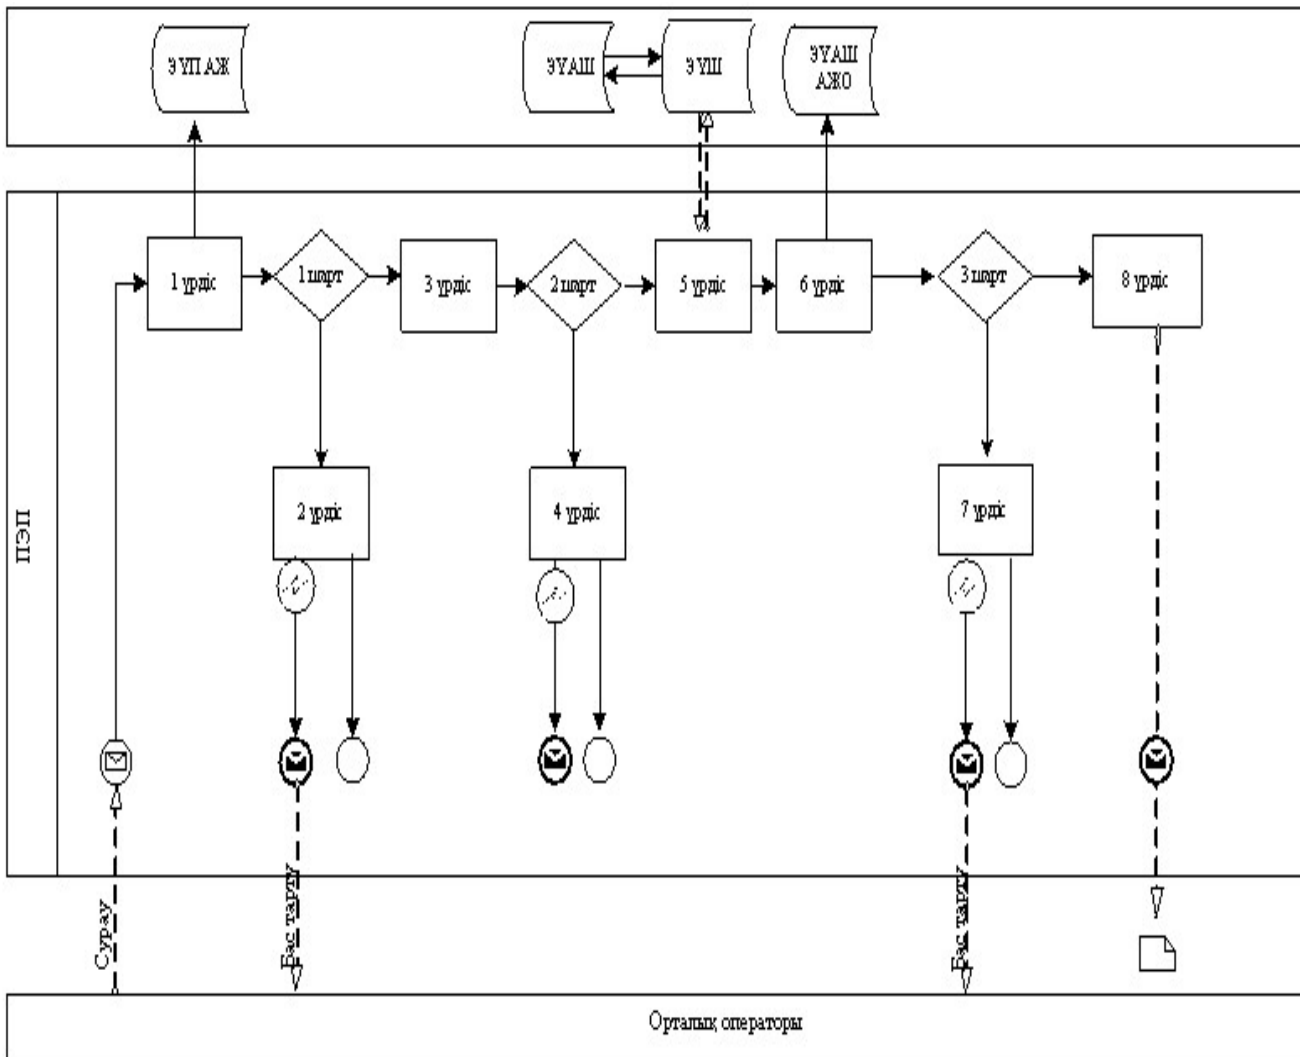 ЭҮП АЖ
ЭҮАШ
ЭҮШ
ЭҮАШ
АЖО
1 үрдіс
1 шарт
3 үрдіс
2 шарт
5 үрдіс
6 үрдіс
3 шарт
8 үрдіс
2 үрдіс
4 үрдіс
7 үрдіс
ПЭП
Сұрау
Бас тарту
Бас тарту
Орталық операторы